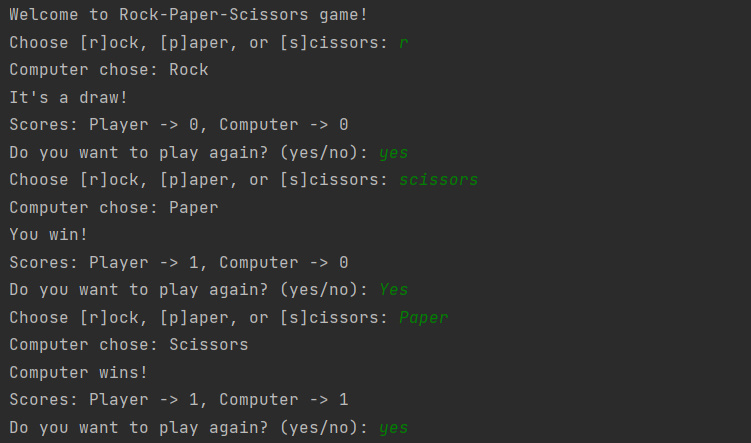 Welcome to Rock-Paper-Scissors game!
Choose [r]ock, [p]aper, or [s]cissors: r
Computer chose: Rock
It's a draw!
Scores: Player -> 0, Computer -> 0
Do you want to play again? (yes/no): yes
Choose [r]ock, [p]aper, or [s]cissors: scissors
Computer chose: Paper
You win!
Scores: Player -> 1, Computer -> 0
Do you want to play again? (yes/no): Yes
Choose [r]ock, [p]aper, or [s]cissors: Paper
Computer chose: Scissors
Computer wins!
Scores: Player -> 1, Computer -> 1
Do you want to play again? (yes/no): yes